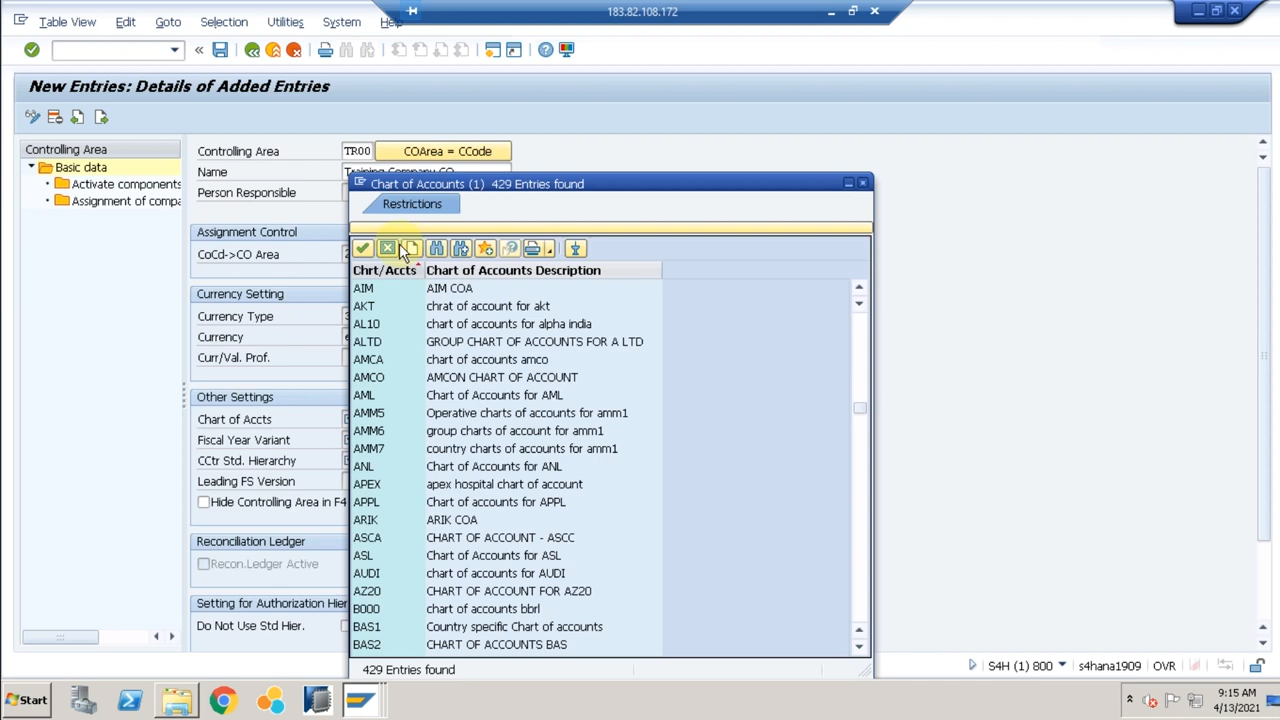 183.82.108.172
Table View Edit Goto Selection Utilities System Help
New Entries: Details of Added Entries
Controlling Area
Basic data
Activate components
Assignment of compa
Controlling Area TR00 COArea = CCode
Name Training Company CO
Person Responsible
Assignment Control
CoCd->CO Area 2
Currency Setting
Currency Type 3
Currency
Curr/Val. Prof.
Other Settings
Chart of Accts
Fiscal Year Variant
CCtr Std. Hierarchy
Leading FS Version
Hide Controlling Area in F4
Reconciliation Ledger
Recon.Ledger Active
Setting for Authorization Hier
Do Not Use Std Hier.
Chart of Accounts (1) 429 Entries found
Restrictions
Chrt/Accts Chart of Accounts Description
AIM AIM COA
AKT chrat of account for akt
AL10 chart of accounts for alpha india
ALTD GROUP CHART OF ACCOUNTS FOR A LTD
AMCA chart of accounts amco
AMCO AMCON CHART OF ACCOUNT
AML Chart of Accounts for AML
AMM5 Operative charts of accounts for amm1
AMM6 group charts of account for amm1
AMM7 country charts of accounts for amm1
ANL Chart of Accounts for ANL
APEX apex hospital chart of account
APPL Chart of accounts for APPL
ARIK ARIK COA
ASCA CHART OF ACCOUNT - ASCC
ASL Chart of Accounts for ASL
AUDI chart of accounts for AUDI
AZ20 CHART OF ACCOUNT FOR AZ20
B000 chart of accounts bbrl
BAS1 Country specific Chart of accounts
BAS2 CHART OF ACCOUNTS BAS
429 Entries found
S4H (1) 800 s4hana1909 OVR
Start
9:15 AM
4/13/2021